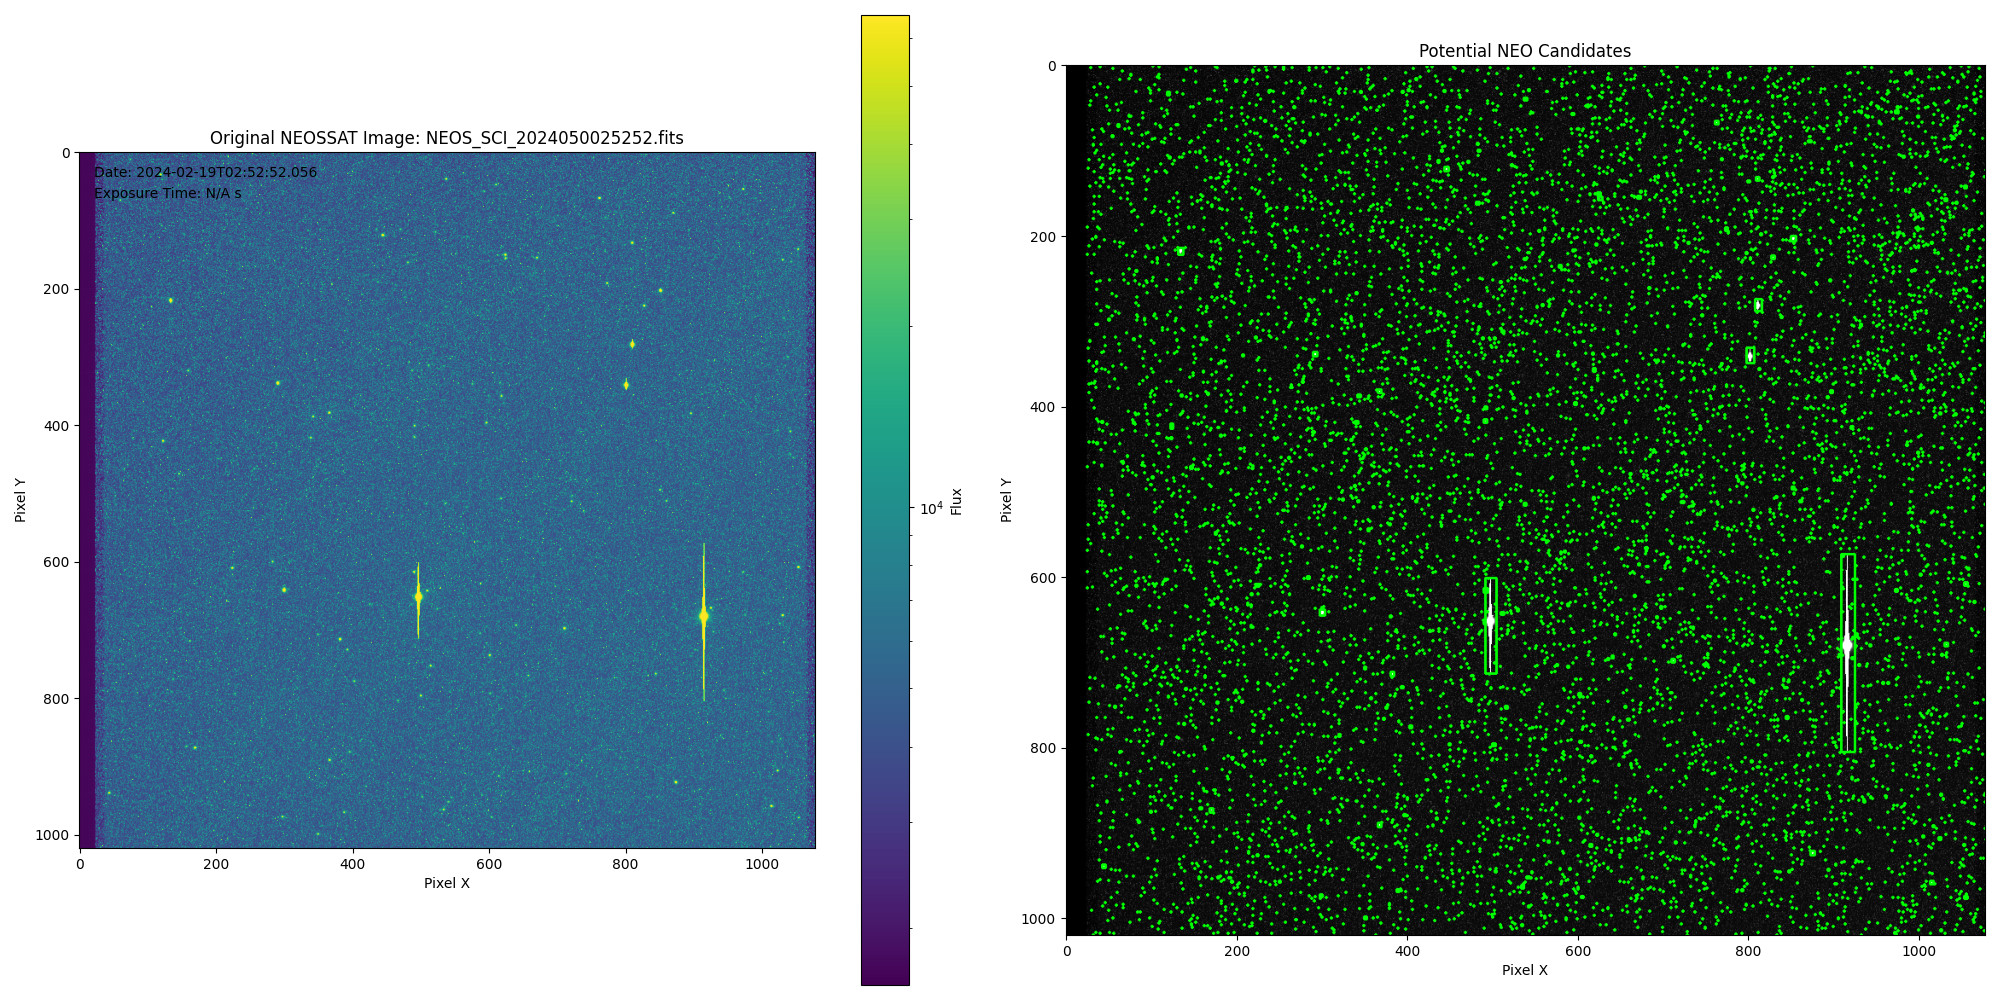 Original NEOSSAT Image: NEOS_SCI_2024050025252.fits
Date: 2024-02-19T02:52:52.056
Exposure Time: N/A s
0
200
400
600
800
1000
Pixel Y
0 200 400 600 800 1000
Pixel X
10⁴
Flux
Potential NEO Candidates
0
200
400
600
800
1000
Pixel Y
0 200 400 600 800 1000
Pixel X